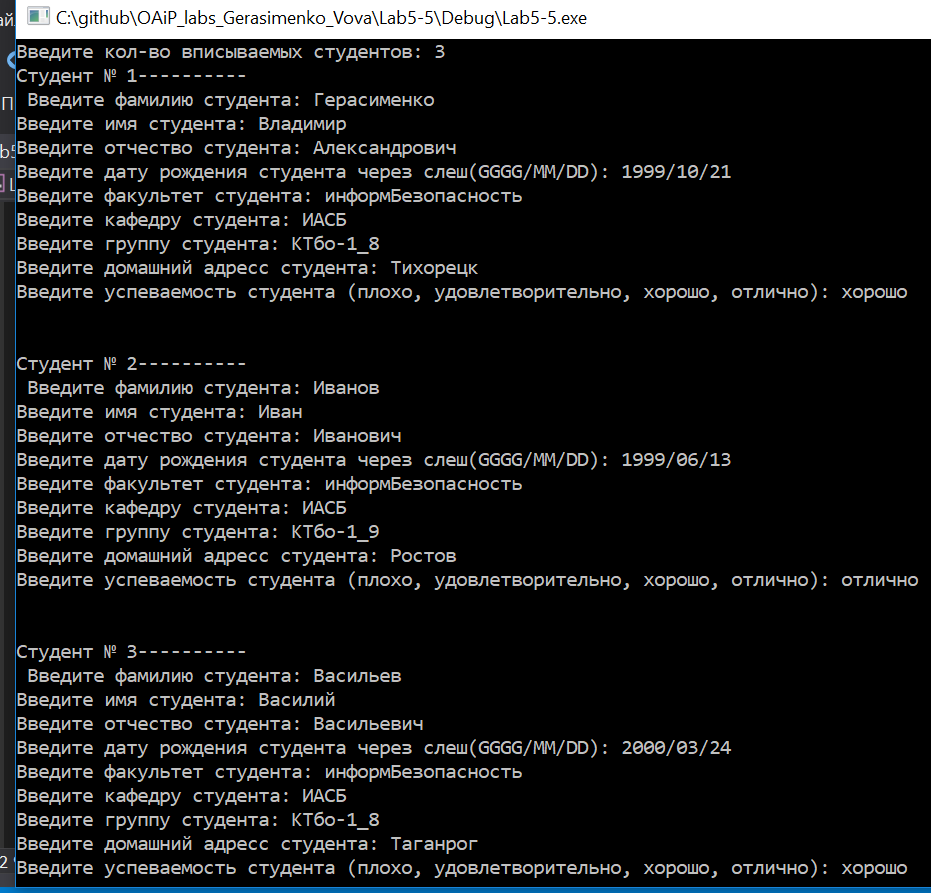 C:\github\OAiP_labs_Gerasimenko_Vova\Lab5-5\Debug\Lab5-5.exe
Введите кол-во вписываемых студентов: 3
Студент № 1----------
Введите фамилию студента: Герасименко
Введите имя студента: Владимир
Введите отчество студента: Александрович
Введите дату рождения студента через слеш(GGGG/MM/DD): 1999/10/21
Введите факультет студента: информБезопасность
Введите кафедру студента: ИАСБ
Введите группу студента: КТбо-1_8
Введите домашний адресс студента: Тихорецк
Введите успеваемость студента (плохо, удовлетворительно, хорошо, отлично): хорошо
Студент № 2----------
Введите фамилию студента: Иванов
Введите имя студента: Иван
Введите отчество студента: Иванович
Введите дату рождения студента через слеш(GGGG/MM/DD): 1999/06/13
Введите факультет студента: информБезопасность
Введите кафедру студента: ИАСБ
Введите группу студента: КТбо-1_9
Введите домашний адресс студента: Ростов
Введите успеваемость студента (плохо, удовлетворительно, хорошо, отлично): отлично
Студент № 3----------
Введите фамилию студента: Васильев
Введите имя студента: Василий
Введите отчество студента: Васильевич
Введите дату рождения студента через слеш(GGGG/MM/DD): 2000/03/24
Введите факультет студента: информБезопасность
Введите кафедру студента: ИАСБ
Введите группу студента: КТбо-1_8
Введите домашний адресс студента: Таганрог
Введите успеваемость студента (плохо, удовлетворительно, хорошо, отлично): хорошо